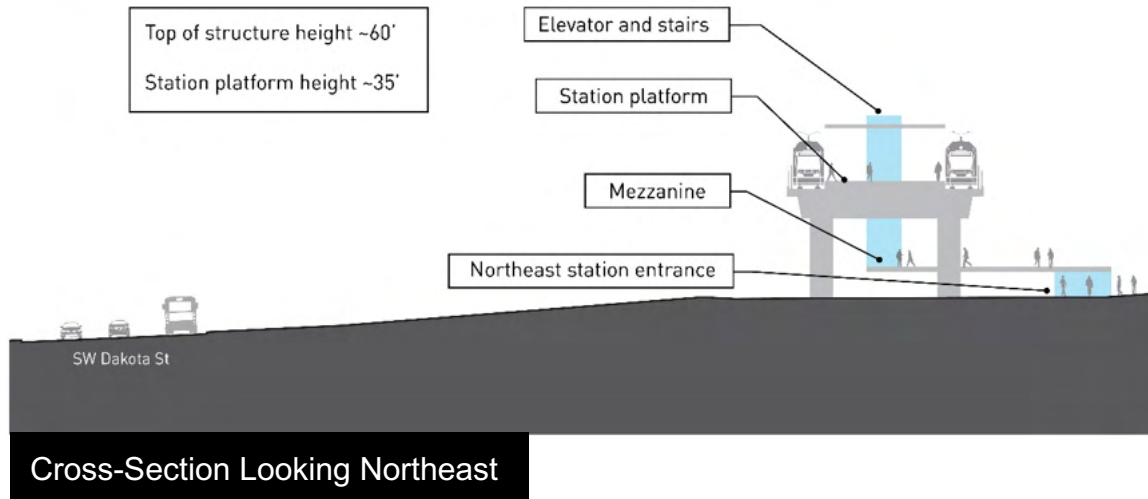 Top of structure height ~60’
Station platform height ~35’
Elevator and stairs
Station platform
Mezzanine
Northeast station entrance
SW Dakota St
Cross-Section Looking Northeast